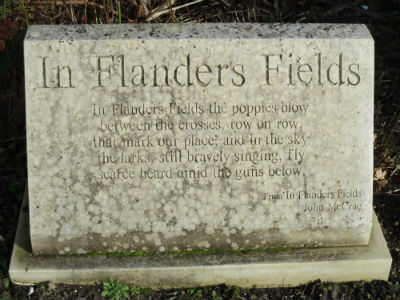 In Flanders Fields
In Flanders Fields the poppies blow
between the crosses, row on row,
that mark our place; and in the sky
the larks, still bravely singing, fly
scarce heard amid the guns below.
From In Flanders Fields
John McCrae